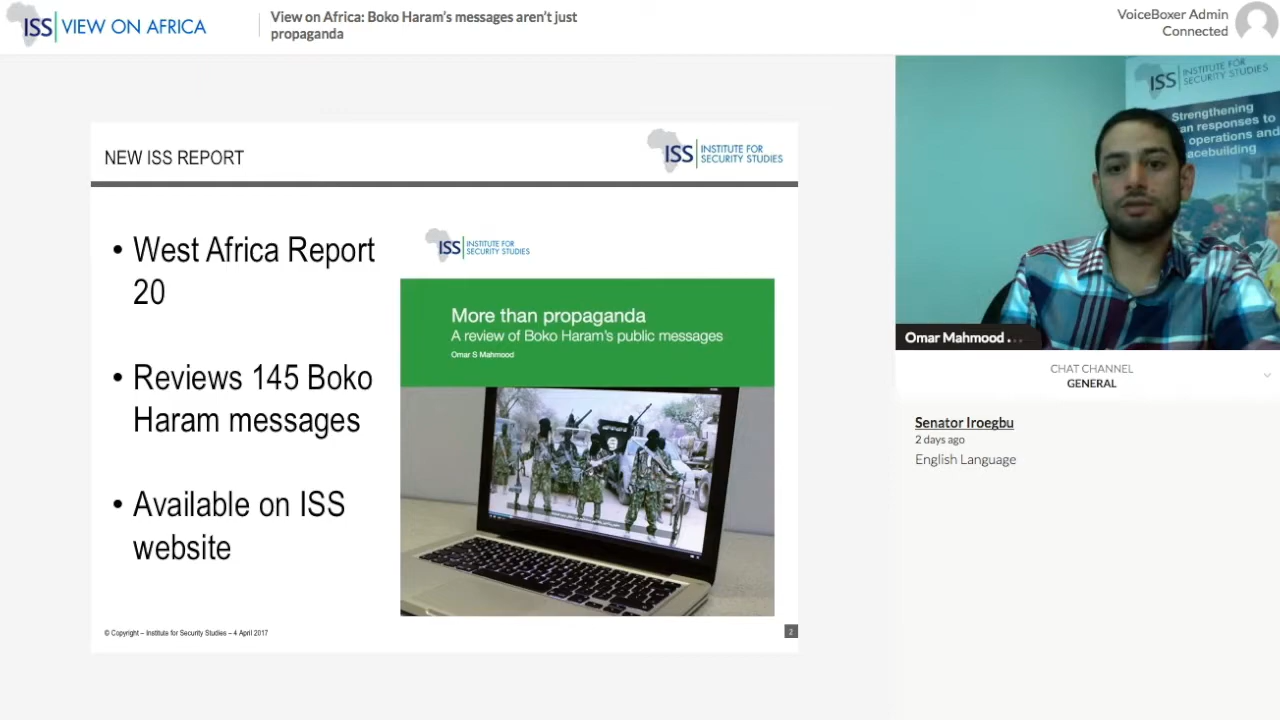 ISS VIEW ON AFRICA
View on Africa: Boko Haram's messages aren't just
propaganda
VoiceBoxer Admin
Connected
NEW ISS REPORT
ISS INSTITUTE FOR
SECURITY STUDIES
• West Africa Report
20
• Reviews 145 Boko
Haram messages
• Available on ISS
website
ISS INSTITUTE FOR
SECURITY STUDIES
More than propaganda
A review of Boko Haram's public messages
Omar S Mahmood
© Copyright – Institute for Security Studies – 4 April 2017
2
ISS INSTITUTE FOR
SECURITY STUDIES
Strengthening
an responses to
operations and
acebuilding
Omar Mahmood . . .
CHAT CHANNEL
GENERAL
Senator Iroegbu
2 days ago
English Language